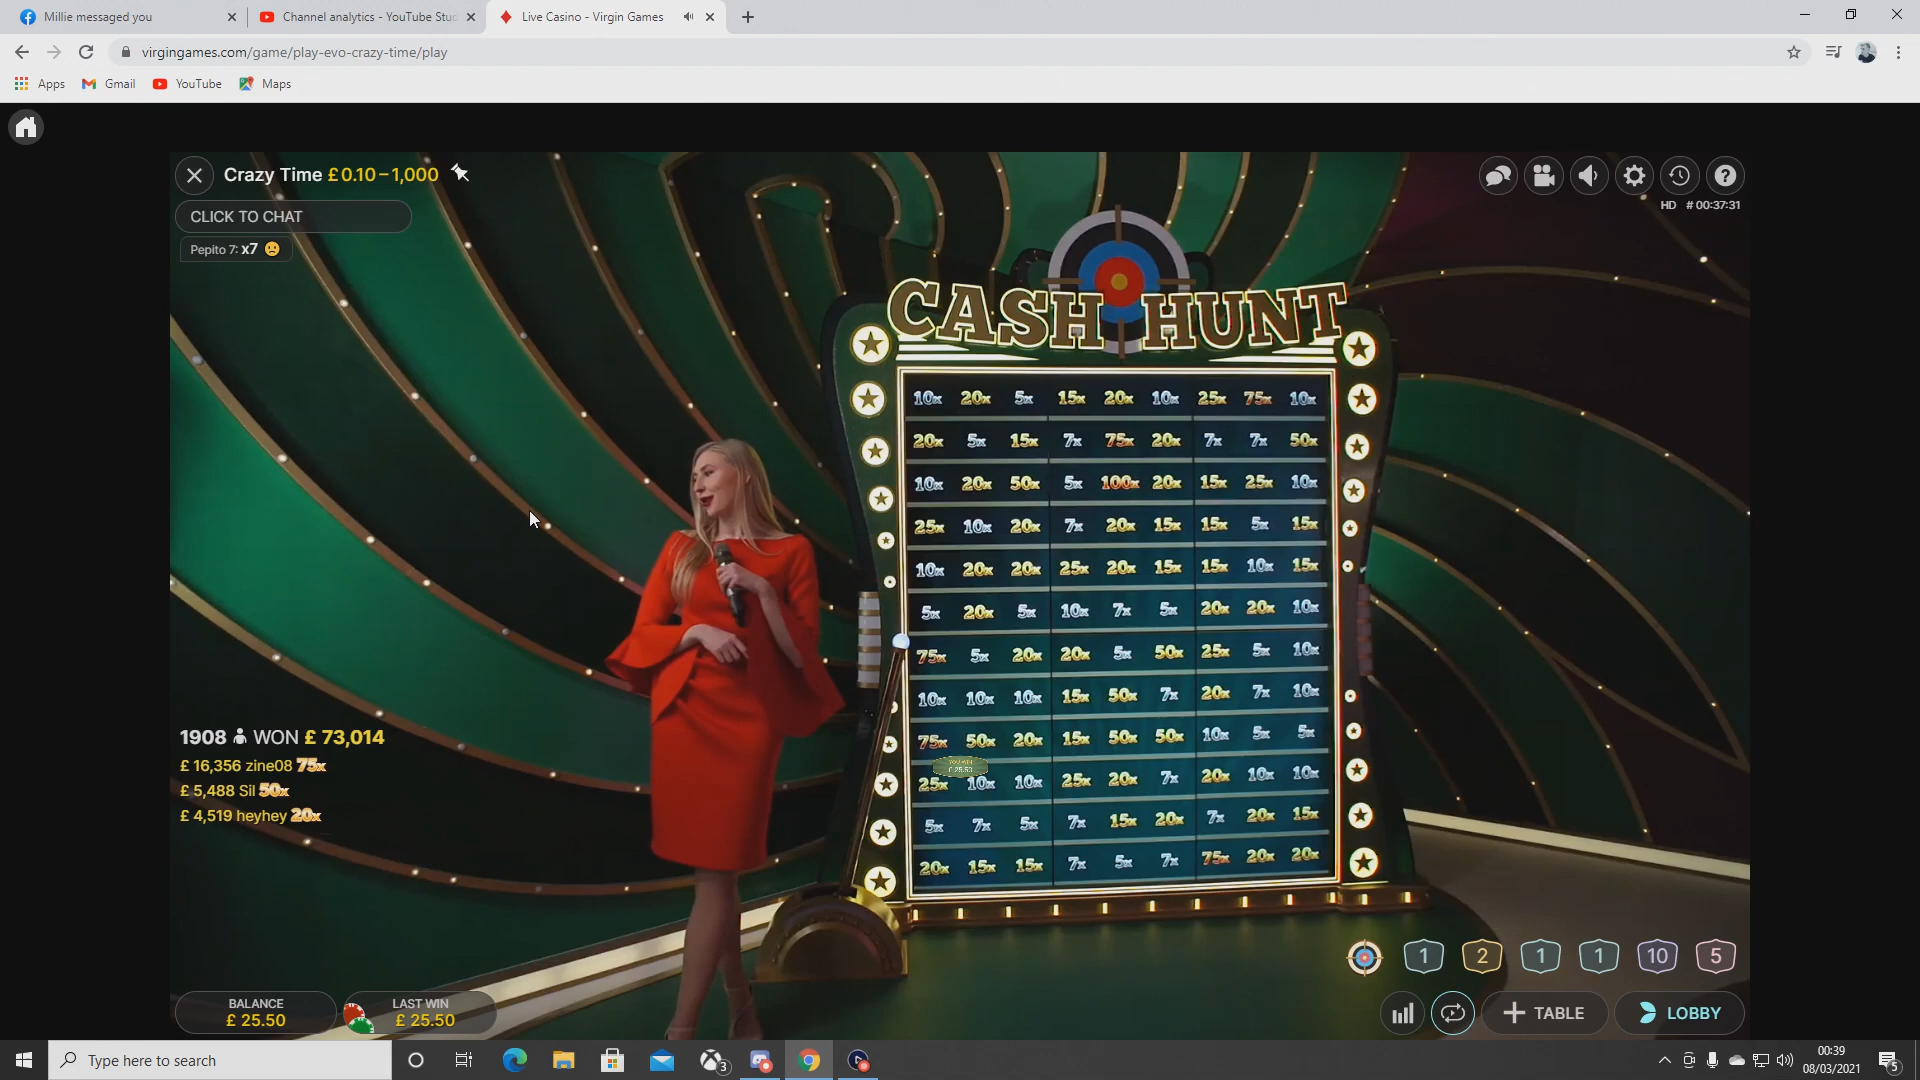 Millie messaged you
Channel analytics - YouTube Stu
Live Casino - Virgin Games
virgingames.com/game/play-evo-crazy-time/play
Apps Gmail YouTube Maps
Crazy Time £0.10–1,000
CLICK TO CHAT
HD # 00:37:31
Pepito 7: x7
CASH HUNT
10x 20x 5x 15x 20x 10x 25x 75x 10x
20x 5x 15x 7x 75x 20x 7x 7x 50x
10x 20x 50x 5x 100x 20x 15x 25x 10x
25x 10x 20x 7x 20x 15x 15x 5x 15x
10x 20x 20x 25x 20x 15x 15x 10x 15x
5x 20x 5x 10x 7x 5x 20x 20x 10x
75x 5x 20x 20x 5x 50x 25x 5x 10x
10x 10x 10x 15x 50x 7x 20x 7x 10x
75x 50x 20x 15x 50x 50x 10x 5x 5x
YOU WIN
£ 25.50
25x 10x 10x 25x 20x 7x 20x 10x 10x
5x 7x 5x 7x 15x 20x 7x 20x 15x
20x 15x 15x 7x 5x 7x 75x 20x 20x
1908 WON £ 73,014
£ 16,356 zine08 75x
£ 5,488 Sil 50x
£ 4,519 heyhey 20x
1 2 1 1 10 5
BALANCE
£ 25.50
LAST WIN
£ 25.50
TABLE
LOBBY
Type here to search
3
00:39
08/03/2021
5